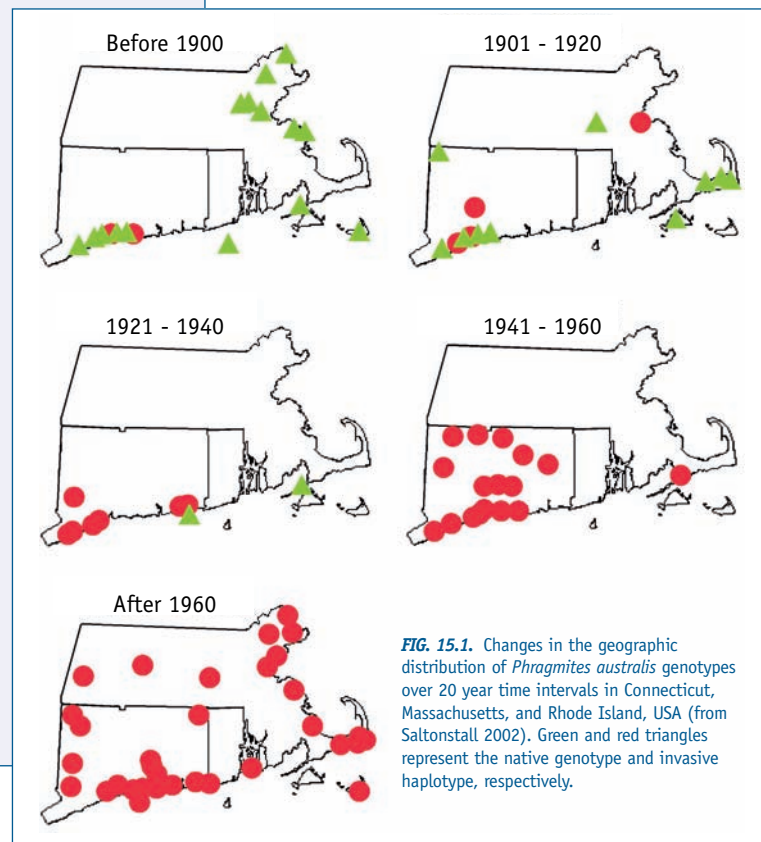 Before 1900
1901 - 1920
1921 - 1940
1941 - 1960
After 1960
FIG. 15.1. Changes in the geographic
distribution of Phragmites australis genotypes
over 20 year time intervals in Connecticut,
Massachusetts, and Rhode Island, USA (from
Saltonstall 2002). Green and red triangles
represent the native genotype and invasive
haplotype, respectively.